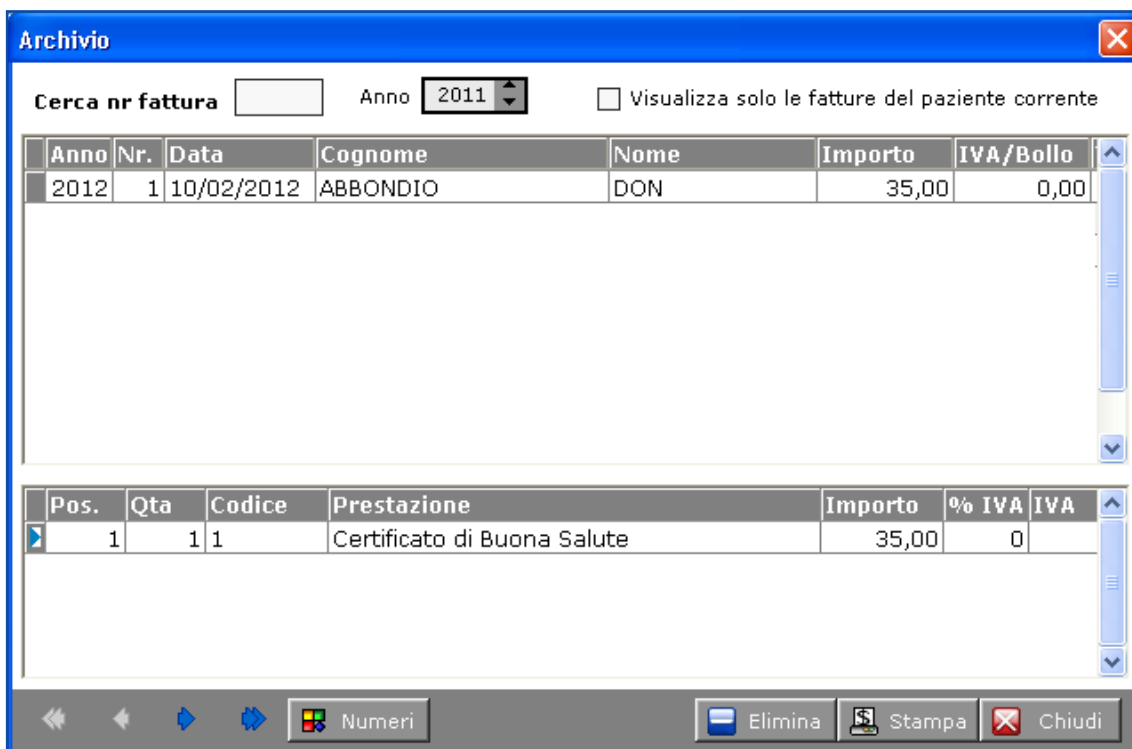 Archivio
Cerca nr fattura Anno 2011 Visualizza solo le fatture del paziente corrente
Anno Nr. Data Cognome Nome Importo IVA/Bollo
2012 1 10/02/2012 ABBONDIO DON 35,00 0,00
Pos. Qta Codice Prestazione Importo % IVA IVA
1 1 1 Certificato di Buona Salute 35,00 0
Numeri Elimina Stampa Chiudi